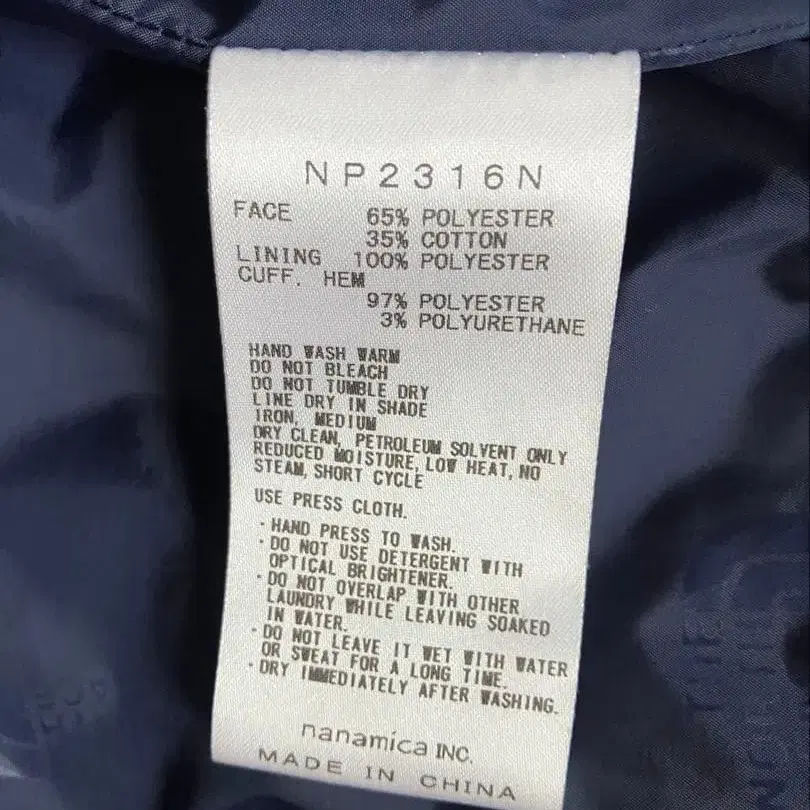 NP2316N
FACE 65% POLYESTER
35% COTTON
LINING 100% POLYESTER
CUFF. HEM
97% POLYESTER
3% POLYURETHANE
HAND WASH WARM
DO NOT BLEACH
DO NOT TUMBLE DRY
LINE DRY IN SHADE
IRON, MEDIUM
DRY CLEAN, PETROLEUM SOLVENT ONLY
REDUCED MOISTURE, LOW HEAT, NO
STEAM, SHORT CYCLE
USE PRESS CLOTH.
・HAND PRESS TO WASH.
・DO NOT USE DETERGENT WITH
OPTICAL BRIGHTENER.
・DO NOT OVERLAP WITH OTHER
LAUNDRY WHILE LEAVING SOAKED
IN WATER.
・DO NOT LEAVE IT WET WITH WATER
OR SWEAT FOR A LONG TIME.
・DRY IMMEDIATELY AFTER WASHING.
nanamica INC.
MADE IN CHINA
THE